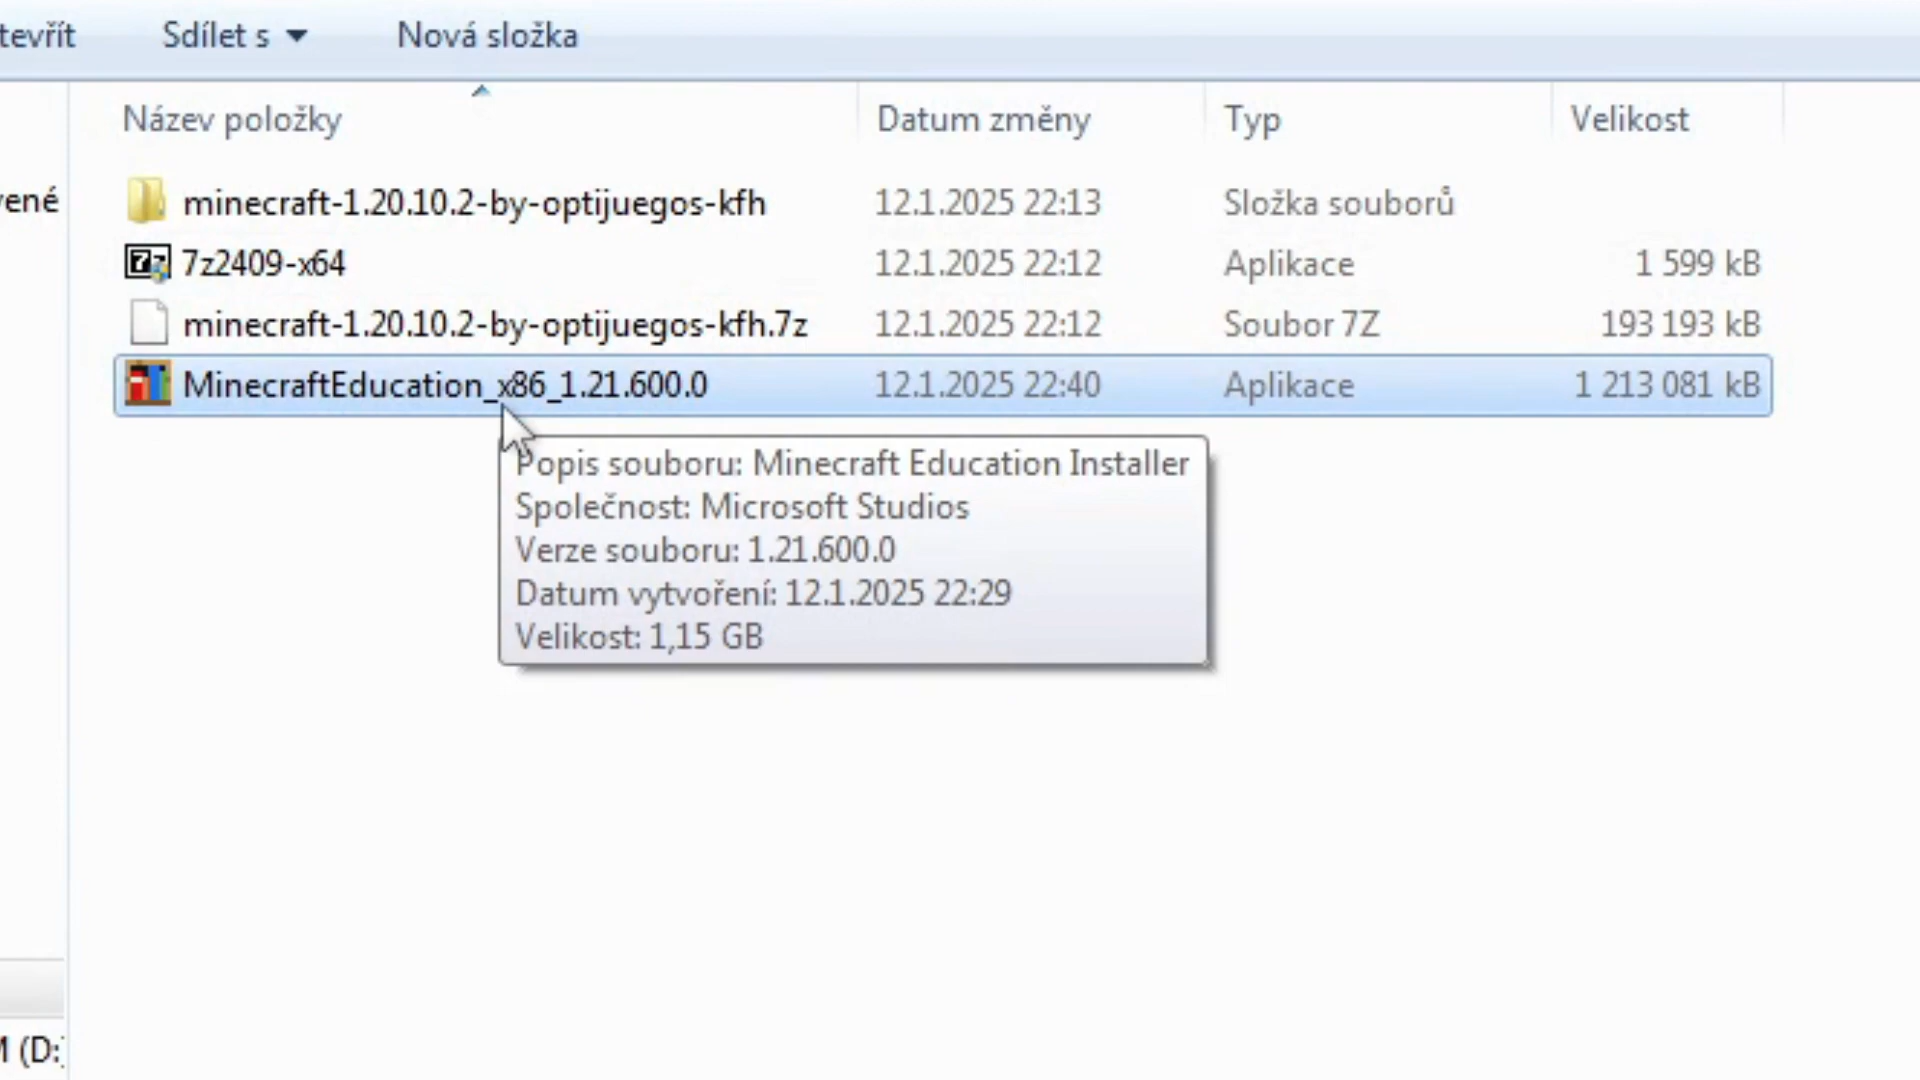 tevřít Sdílet s Nová složka
Název položky Datum změny Typ Velikost
vené
minecraft-1.20.10.2-by-optijuegos-kfh 12.1.2025 22:13 Složka souborů
7z2409-x64 12.1.2025 22:12 Aplikace 1 599 kB
minecraft-1.20.10.2-by-optijuegos-kfh.7z 12.1.2025 22:12 Soubor 7Z 193 193 kB
MinecraftEducation_x86_1.21.600.0 12.1.2025 22:40 Aplikace 1 213 081 kB
Popis souboru: Minecraft Education Installer
Společnost: Microsoft Studios
Verze souboru: 1.21.600.0
Datum vytvoření: 12.1.2025 22:29
Velikost: 1,15 GB
M (D: